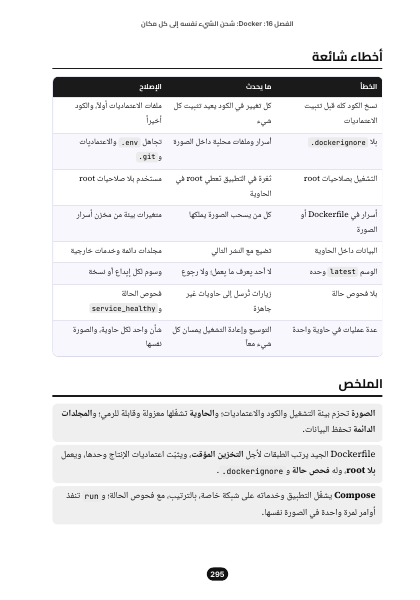 الفصل 16: Docker: شحن الشيء نفسه إلى كل مكان
أخطاء شائعة
الخطأ ما يحدث الإصلاح
نسخ الكود كله قبل تثبيت الاعتماديات كل تغيير في الكود يعيد تثبيت كل شيء ملفات الاعتماديات أولاً، والكود أخيراً
بلا .dockerignore أسرار وملفات محلية داخل الصورة تجاهل .env والاعتماديات و .git
التشغيل بصلاحيات root ثغرة في التطبيق تعطي root في الحاوية مستخدم بلا صلاحيات root
أسرار في Dockerfile أو الصورة كل من يسحب الصورة يملكها متغيرات بيئة من مخزن أسرار
البيانات داخل الحاوية تضيع مع النشر التالي مجلدات دائمة وخدمات خارجية
الوسم latest وحده لا أحد يعرف ما يعمل؛ ولا رجوع وسوم لكل إيداع أو نسخة
بلا فحوص حالة زيارات تُرسل إلى حاويات غير جاهزة فحوص الحالة و service_healthy
عدة عمليات في حاوية واحدة التوسيع وإعادة التشغيل يمسان كل شيء معاً شأن واحد لكل حاوية، والصورة نفسها
الملخص
الصورة تحزم بيئة التشغيل والكود والاعتماديات؛ والحاوية تشغّلها معزولة وقابلة للرمي؛ والمجلدات
الدائمة تحفظ البيانات.
Dockerfile الجيد يرتب الطبقات لأجل التخزين المؤقت، ويثبّت اعتماديات الإنتاج وحدها، ويعمل
بلا root، وله فحص حالة و .dockerignore .
Compose يشغّل التطبيق وخدماته على شبكة خاصة، بالترتيب، مع فحوص الحالة؛ و run تنفذ
أوامر لمرة واحدة في الصورة نفسها.
295